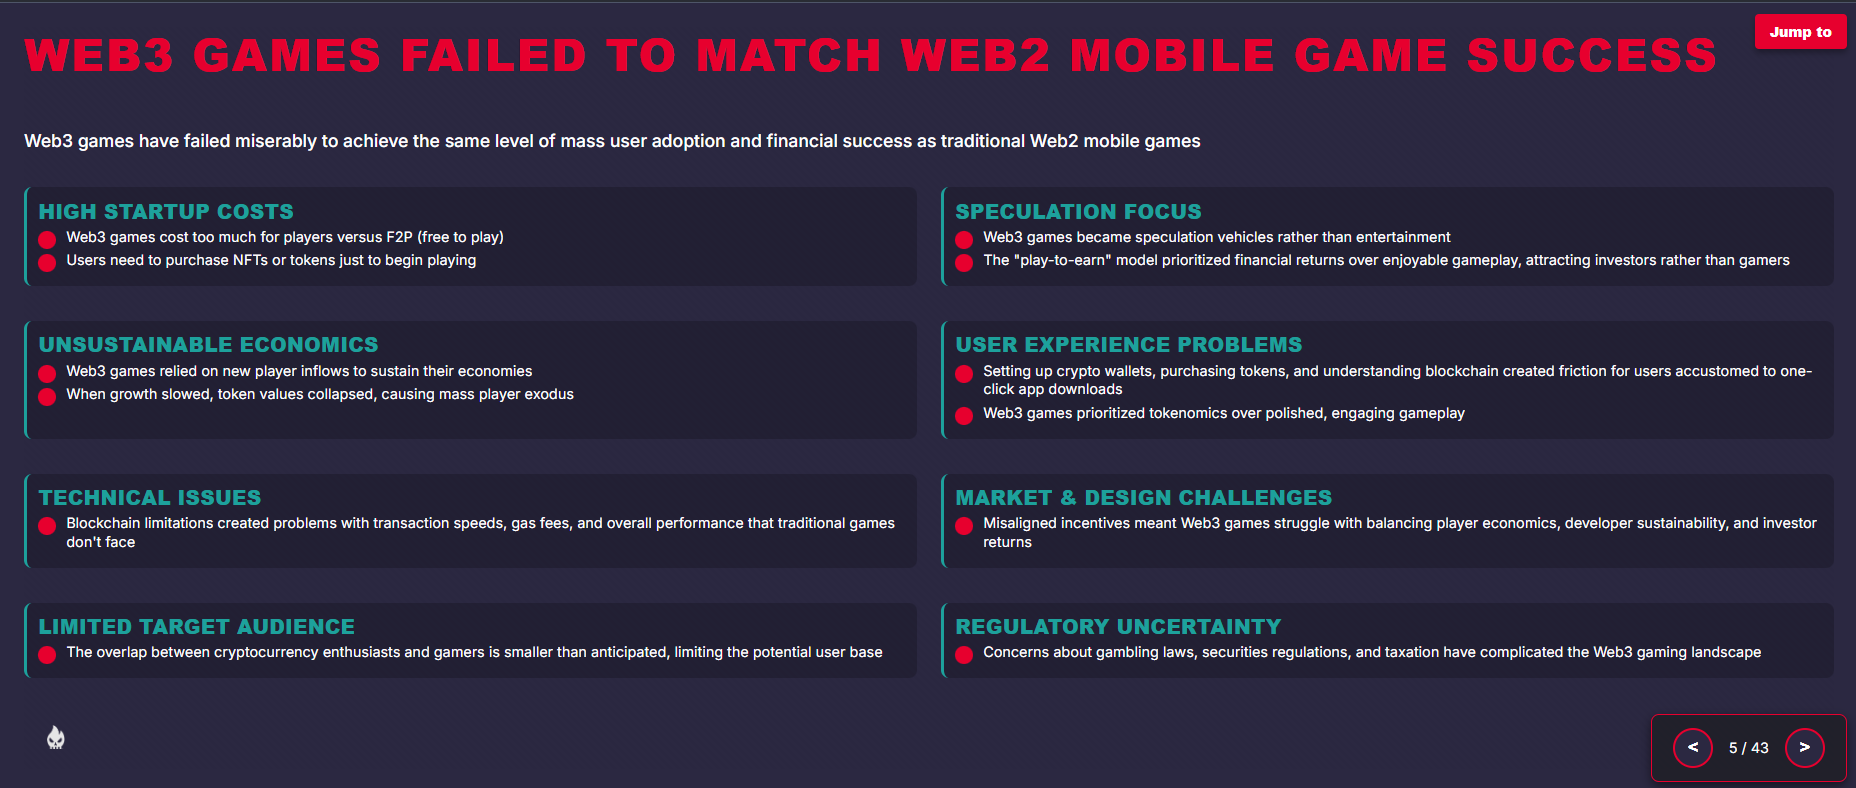 Jump to
WEB3 GAMES FAILED TO MATCH WEB2 MOBILE GAME SUCCESS
Web3 games have failed miserably to achieve the same level of mass user adoption and financial success as traditional Web2 mobile games
HIGH STARTUP COSTS
Web3 games cost too much for players versus F2P (free to play)
Users need to purchase NFTs or tokens just to begin playing
SPECULATION FOCUS
Web3 games became speculation vehicles rather than entertainment
The "play-to-earn" model prioritized financial returns over enjoyable gameplay, attracting investors rather than gamers
UNSUSTAINABLE ECONOMICS
Web3 games relied on new player inflows to sustain their economies
When growth slowed, token values collapsed, causing mass player exodus
USER EXPERIENCE PROBLEMS
Setting up crypto wallets, purchasing tokens, and understanding blockchain created friction for users accustomed to one-
click app downloads
Web3 games prioritized tokenomics over polished, engaging gameplay
TECHNICAL ISSUES
Blockchain limitations created problems with transaction speeds, gas fees, and overall performance that traditional games
don't face
MARKET & DESIGN CHALLENGES
Misaligned incentives meant Web3 games struggle with balancing player economics, developer sustainability, and investor
returns
LIMITED TARGET AUDIENCE
The overlap between cryptocurrency enthusiasts and gamers is smaller than anticipated, limiting the potential user base
REGULATORY UNCERTAINTY
Concerns about gambling laws, securities regulations, and taxation have complicated the Web3 gaming landscape
< 5 / 43 >